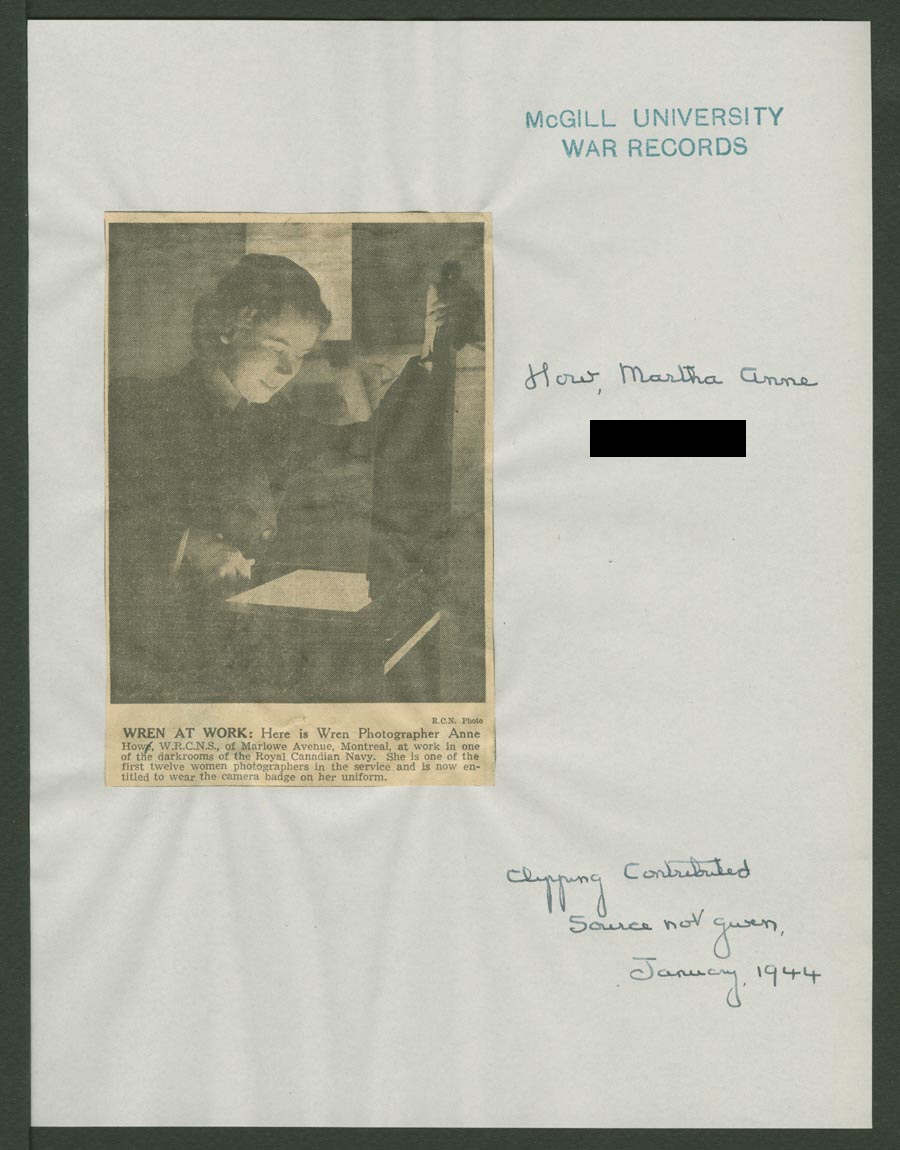 McGILL UNIVERSITY
WAR RECORDS
How, Martha Anne
R.C.N. Photo
WREN AT WORK: Here is Wren Photographer Anne
Howe, W.R.C.N.S., of Marlowe Avenue, Montreal, at work in one
of the darkrooms of the Royal Canadian Navy. She is one of the
first twelve women photographers in the service and is now en-
titled to wear the camera badge on her uniform.
Clipping Contributed
Source not given,
January, 1944